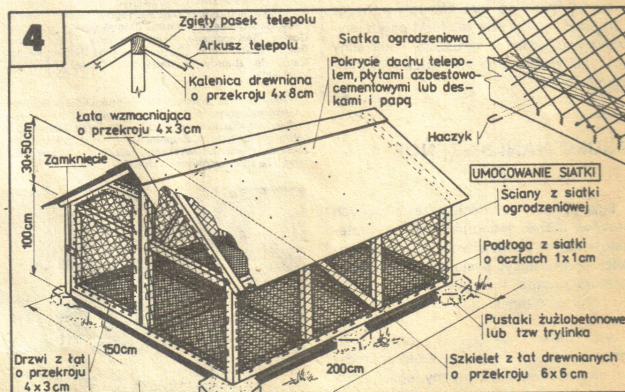 4
Zgięty pasek telepolu
Arkusz telepolu
Kalenica drewniana
o przekroju 4x8cm
Łata wzmacniająca
o przekroju 4x3cm
Zamknięcie
30÷50cm
100cm
Siatka ogrodzeniowa
Pokrycie dachu telepo-
lem, płytami azbestowo-
cementowymi lub des-
kami i papą
Haczyk
UMOCOWANIE SIATKI
Ściany z siatki
ogrodzeniowej
Podłoga z siatki
o oczkach 1x1cm
Pustaki żużlobetonowe
lub tzw trylinka
Szkielet z łat drewnianych
o przekroju 6x6cm
Drzwi z łąt
o przekroju
4x3cm
150cm
200cm